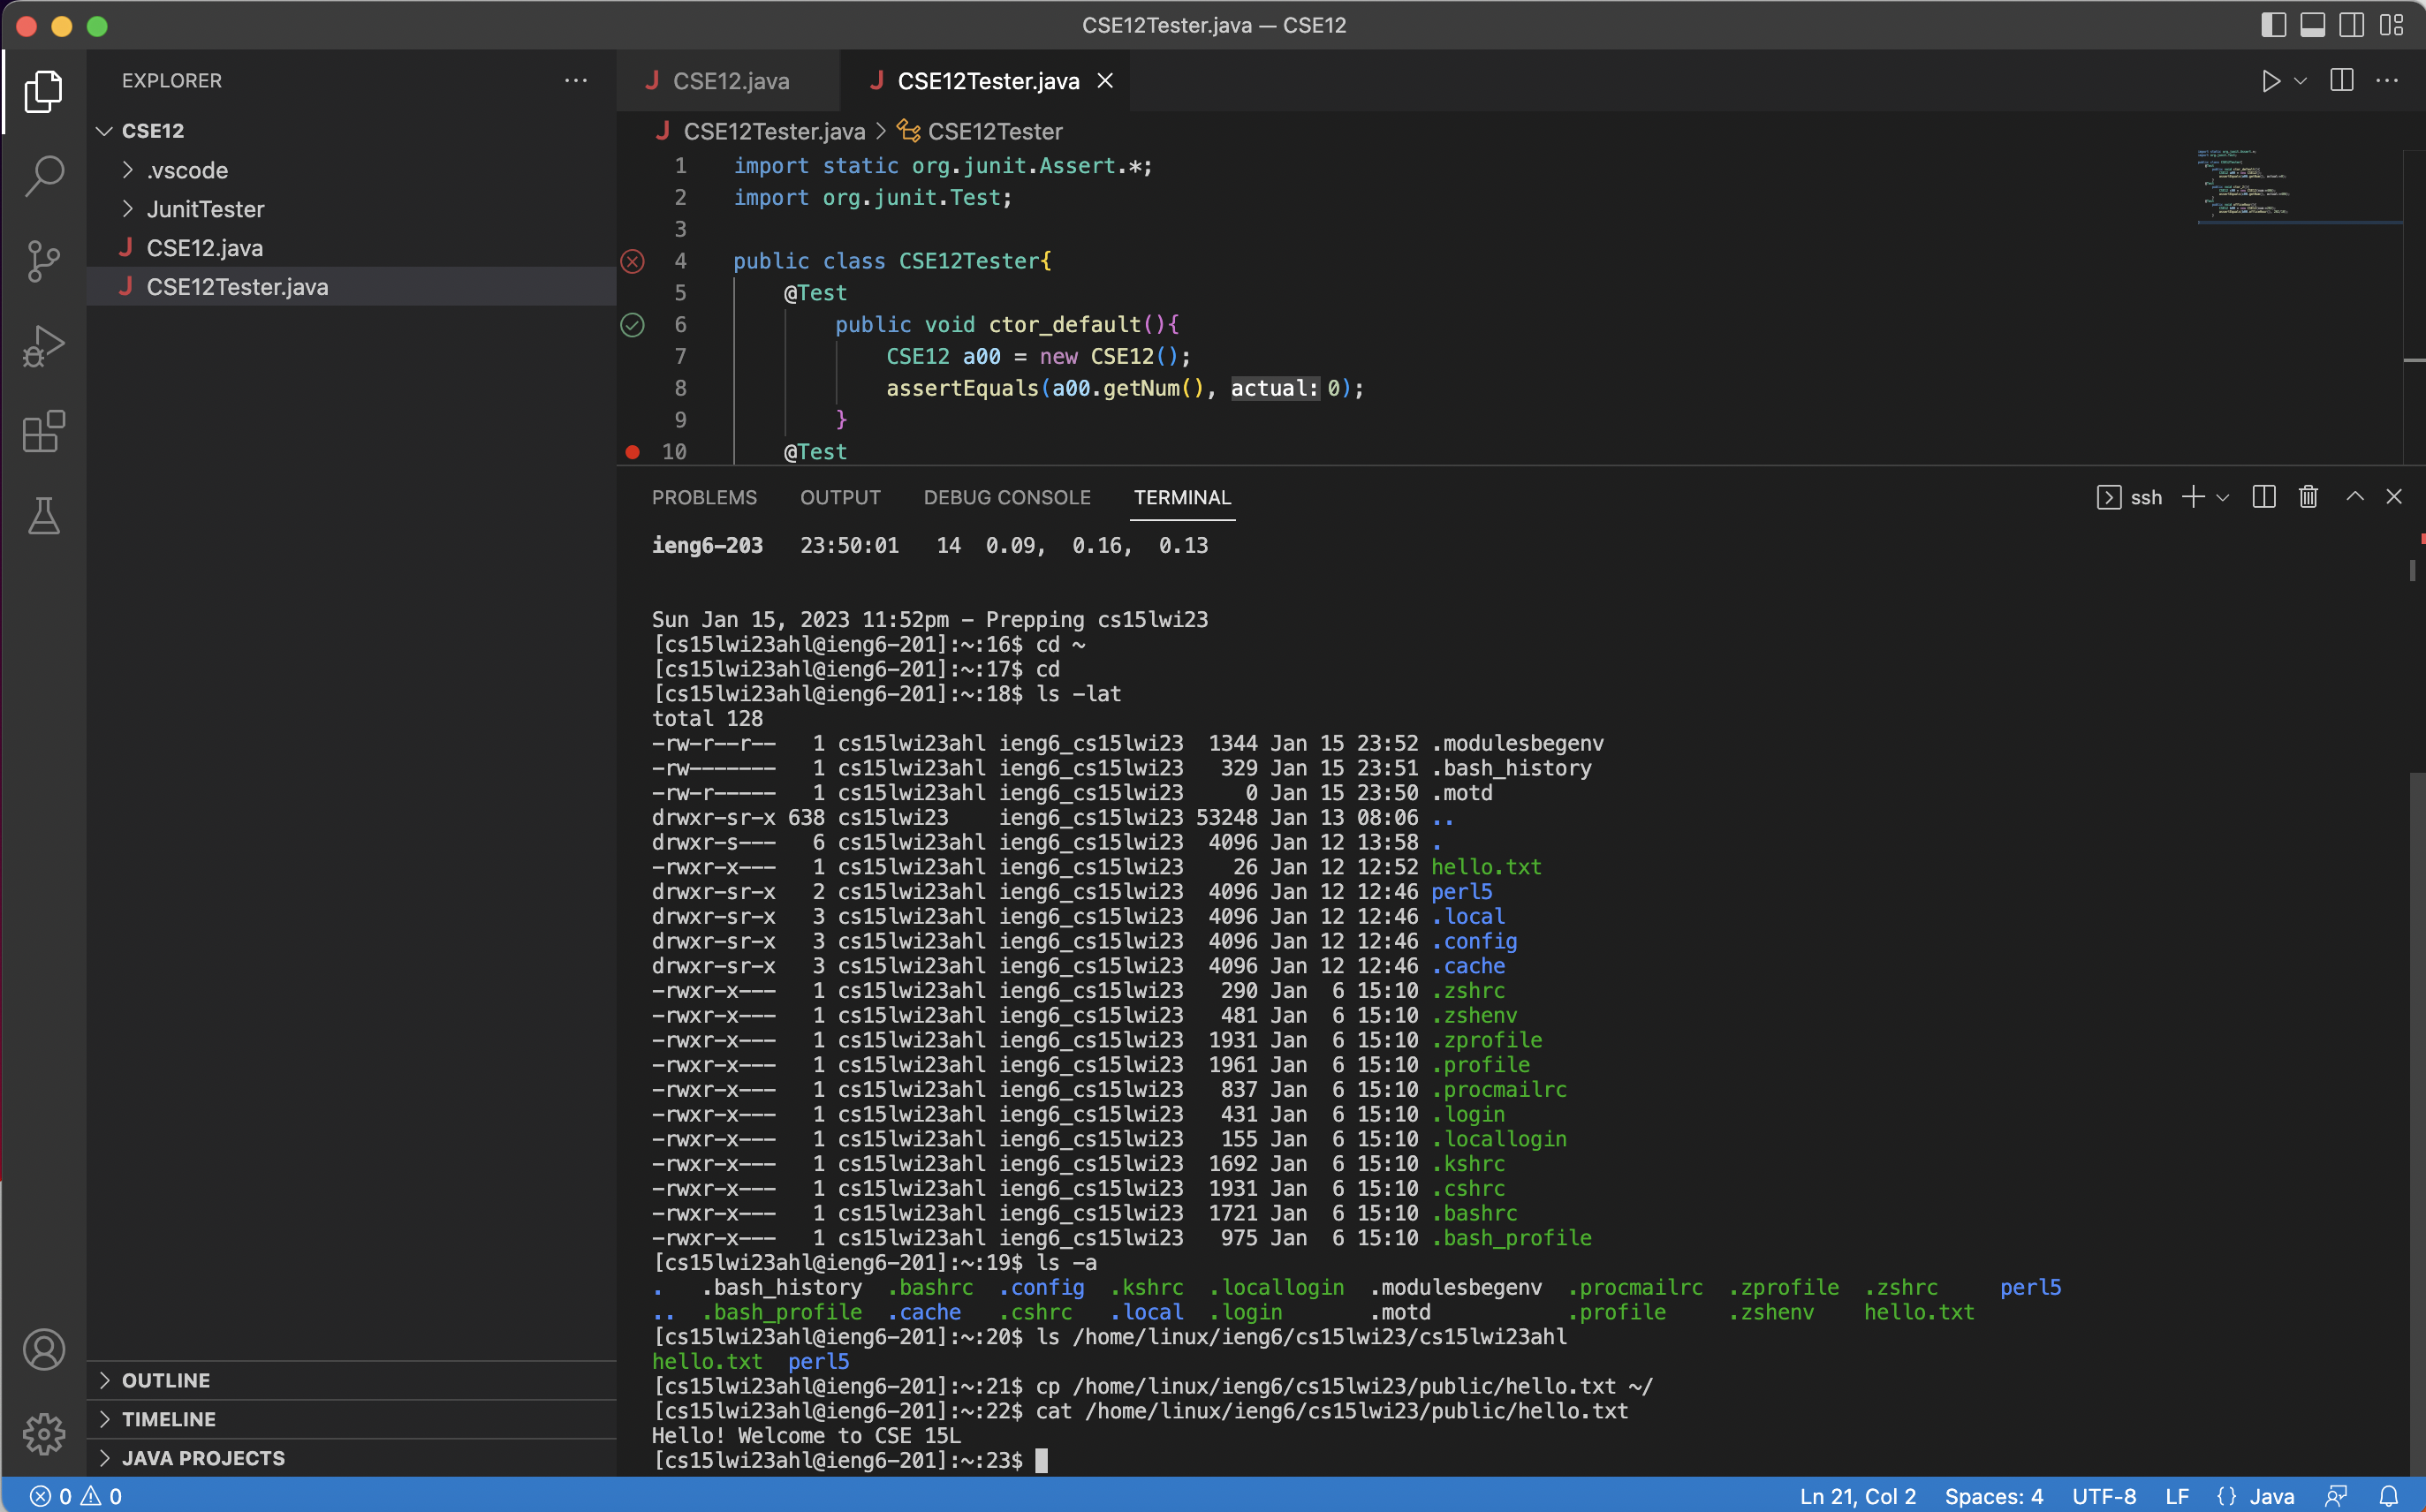 CSE12Tester.java — CSE12
EXPLORER
CSE12
.vscode
JunitTester
J CSE12.java
J CSE12Tester.java
OUTLINE
TIMELINE
JAVA PROJECTS
J CSE12.java
J CSE12Tester.java
J CSE12Tester.java > CSE12Tester
1 import static org.junit.Assert.*;
2 import org.junit.Test;
3
4 public class CSE12Tester{
5 @Test
6 public void ctor_default(){
7 CSE12 a00 = new CSE12();
8 assertEquals(a00.getNum(), actual:0);
9 }
10 @Test
PROBLEMS OUTPUT DEBUG CONSOLE TERMINAL
ssh
ieng6-203 23:50:01 14 0.09, 0.16, 0.13
Sun Jan 15, 2023 11:52pm - Prepping cs15lwi23
[cs15lwi23ahl@ieng6-201]:~:16$ cd ~
[cs15lwi23ahl@ieng6-201]:~:17$ cd
[cs15lwi23ahl@ieng6-201]:~:18$ ls -lat
total 128
-rw-r--r-- 1 cs15lwi23ahl ieng6_cs15lwi23 1344 Jan 15 23:52 .modulesbegenv
-rw------- 1 cs15lwi23ahl ieng6_cs15lwi23 329 Jan 15 23:51 .bash_history
-rw-r----- 1 cs15lwi23ahl ieng6_cs15lwi23 0 Jan 15 23:50 .motd
drwxr-sr-x 638 cs15lwi23 ieng6_cs15lwi23 53248 Jan 13 08:06 ..
drwxr-s--- 6 cs15lwi23ahl ieng6_cs15lwi23 4096 Jan 12 13:58 .
-rwxr-x--- 1 cs15lwi23ahl ieng6_cs15lwi23 26 Jan 12 12:52 hello.txt
drwxr-sr-x 2 cs15lwi23ahl ieng6_cs15lwi23 4096 Jan 12 12:46 perl5
drwxr-sr-x 3 cs15lwi23ahl ieng6_cs15lwi23 4096 Jan 12 12:46 .local
drwxr-sr-x 3 cs15lwi23ahl ieng6_cs15lwi23 4096 Jan 12 12:46 .config
drwxr-sr-x 3 cs15lwi23ahl ieng6_cs15lwi23 4096 Jan 12 12:46 .cache
-rwxr-x--- 1 cs15lwi23ahl ieng6_cs15lwi23 290 Jan 6 15:10 .zshrc
-rwxr-x--- 1 cs15lwi23ahl ieng6_cs15lwi23 481 Jan 6 15:10 .zshenv
-rwxr-x--- 1 cs15lwi23ahl ieng6_cs15lwi23 1931 Jan 6 15:10 .zprofile
-rwxr-x--- 1 cs15lwi23ahl ieng6_cs15lwi23 1961 Jan 6 15:10 .profile
-rwxr-x--- 1 cs15lwi23ahl ieng6_cs15lwi23 837 Jan 6 15:10 .procmailrc
-rwxr-x--- 1 cs15lwi23ahl ieng6_cs15lwi23 431 Jan 6 15:10 .login
-rwxr-x--- 1 cs15lwi23ahl ieng6_cs15lwi23 155 Jan 6 15:10 .locallogin
-rwxr-x--- 1 cs15lwi23ahl ieng6_cs15lwi23 1692 Jan 6 15:10 .kshrc
-rwxr-x--- 1 cs15lwi23ahl ieng6_cs15lwi23 1931 Jan 6 15:10 .cshrc
-rwxr-x--- 1 cs15lwi23ahl ieng6_cs15lwi23 1721 Jan 6 15:10 .bashrc
-rwxr-x--- 1 cs15lwi23ahl ieng6_cs15lwi23 975 Jan 6 15:10 .bash_profile
[cs15lwi23ahl@ieng6-201]:~:19$ ls -a
. .bash_history .bashrc .config .kshrc .locallogin .modulesbegenv .procmailrc .zprofile .zshrc perl5
.. .bash_profile .cache .cshrc .local .login .motd .profile .zshenv hello.txt
[cs15lwi23ahl@ieng6-201]:~:20$ ls /home/linux/ieng6/cs15lwi23/cs15lwi23ahl
hello.txt perl5
[cs15lwi23ahl@ieng6-201]:~:21$ cp /home/linux/ieng6/cs15lwi23/public/hello.txt ~/
[cs15lwi23ahl@ieng6-201]:~:22$ cat /home/linux/ieng6/cs15lwi23/public/hello.txt
Hello! Welcome to CSE 15L
[cs15lwi23ahl@ieng6-201]:~:23$
0 0
Ln 21, Col 2 Spaces: 4 UTF-8 LF {} Java